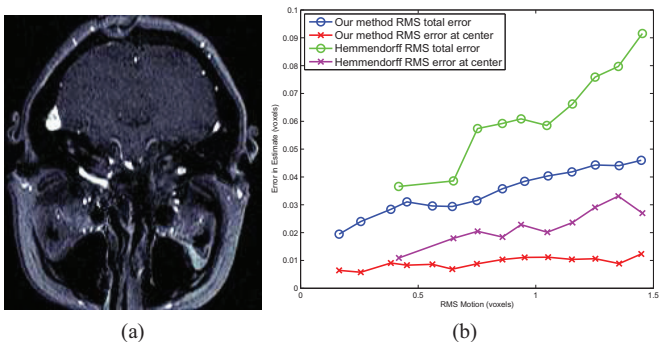 Our method RMS total error
Our method RMS error at center
Hemmendorff RMS total error
Hemmendorff RMS error at center
0.1
0.09
0.08
0.07
0.06
0.05
0.04
0.03
0.02
0.01
0
Error in Estimate (voxels)
0 0.5 1 1.5
RMS Motion (voxels)
(a) (b)